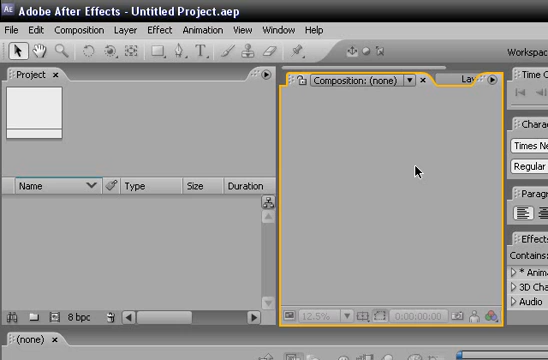 Ae Adobe After Effects - Untitled Project.aep
File Edit Composition Layer Effect Animation View Window Help
Workspac
Project × Composition: (none) × Lay Time C
Charac
Times Ne
Regular
Name Type Size Duration
Paragr
Effects
Contains:
* Anim
3D Cha
Audio
8 bpc 12.5% 0:00:00:00
(none) ×